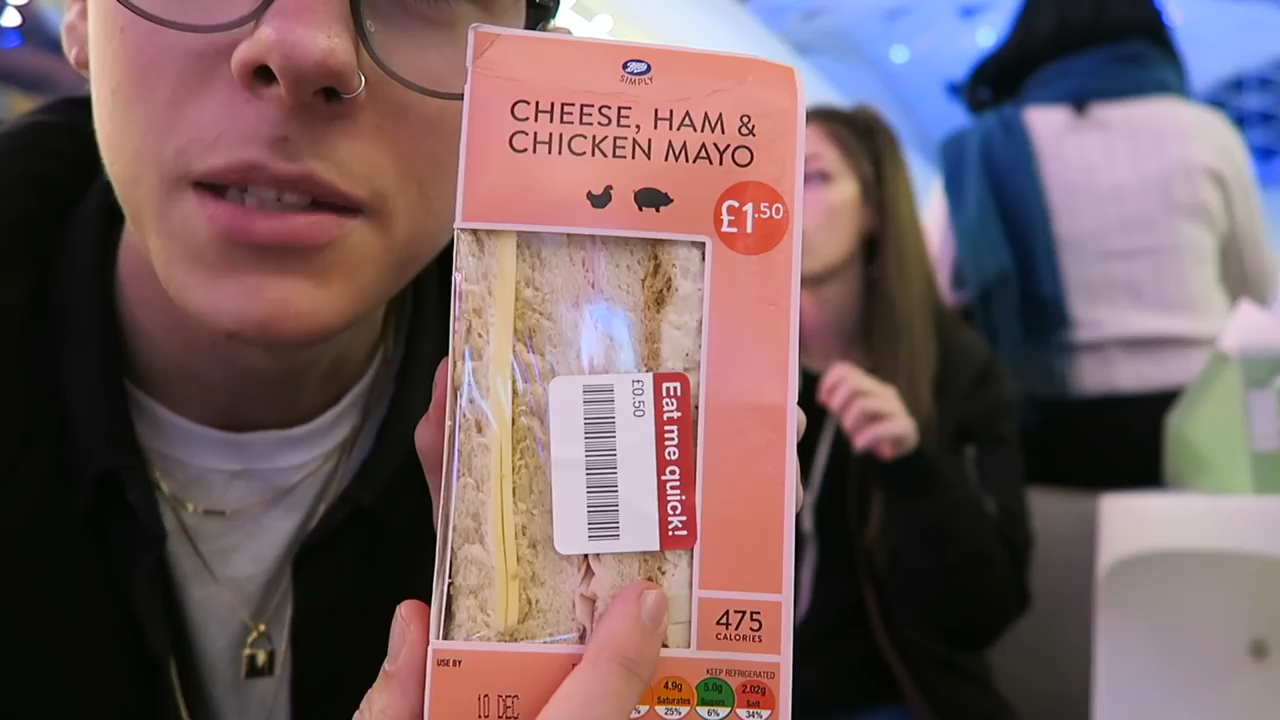 Boots
SIMPLY
CHEESE, HAM &
CHICKEN MAYO
£1.50
£0.50
Eat me quick!
475
CALORIES
USE BY
KEEP REFRIGERATED
10 DEC
4.9g
Saturates
25%
5.0g
Sugars
6%
2.02g
Salt
34%